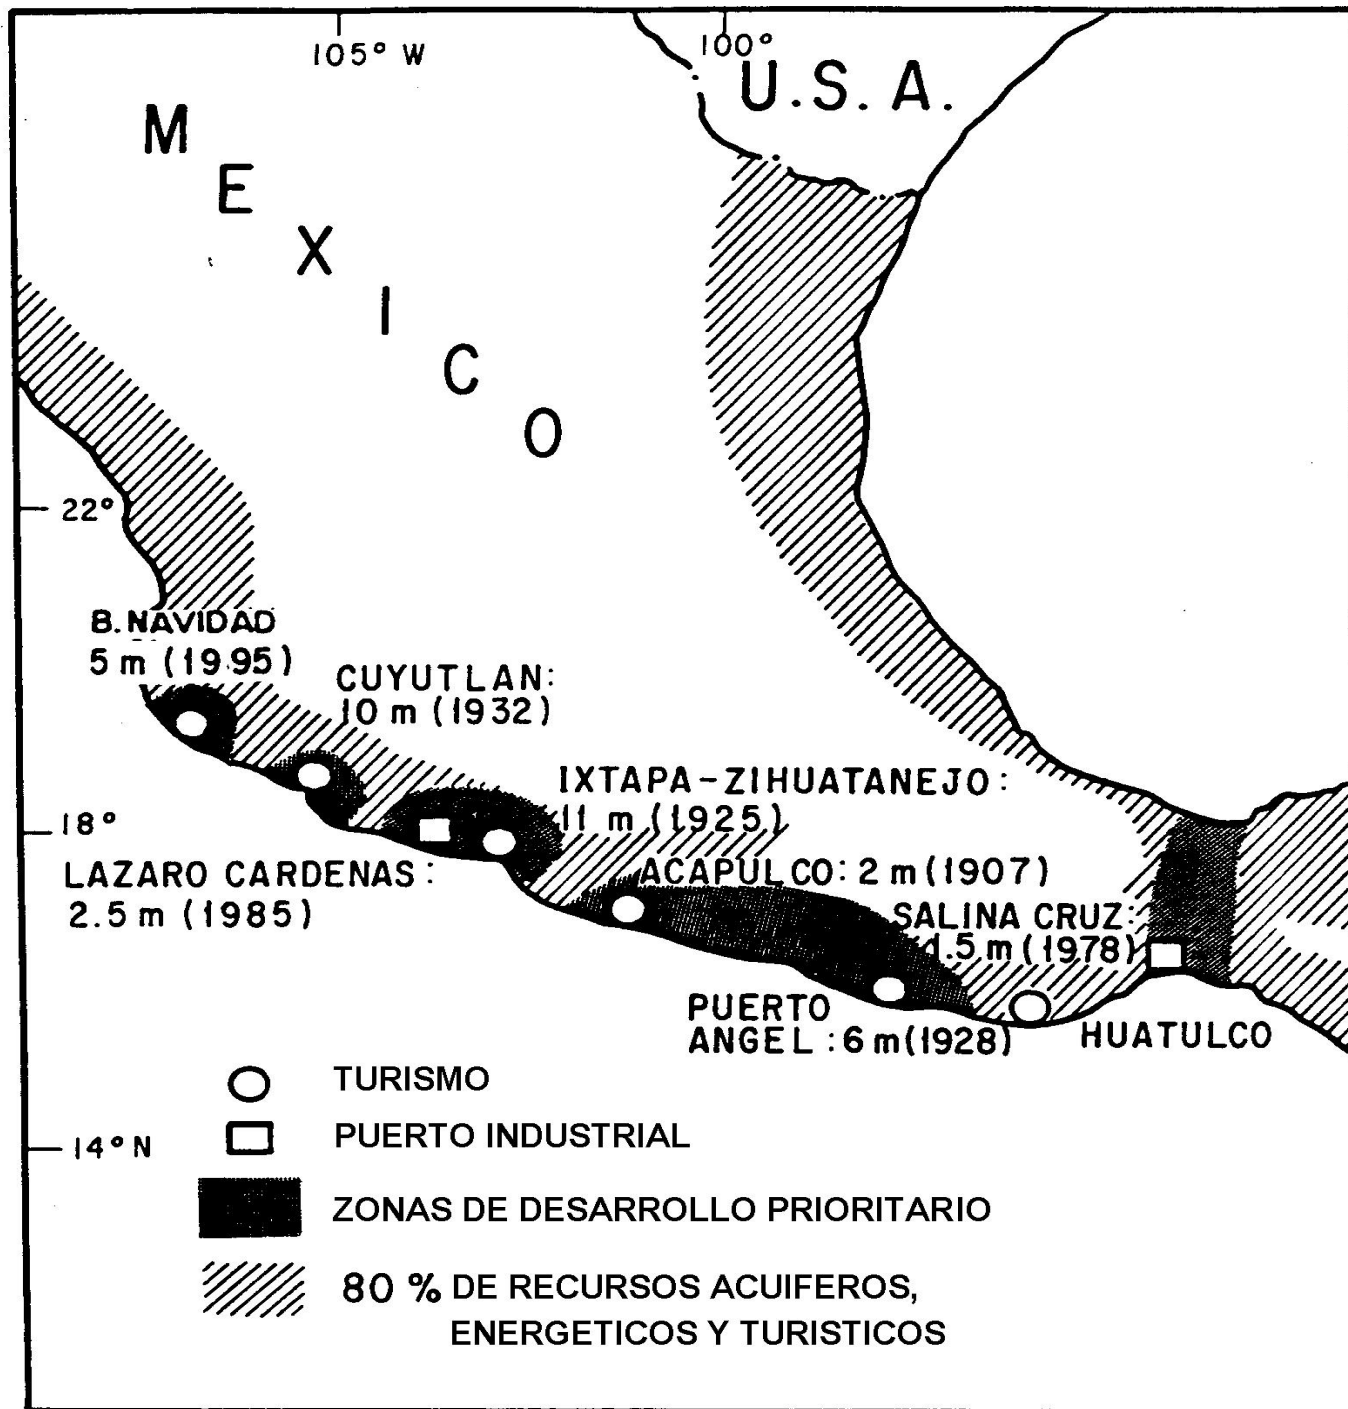 105° W
100°
U.S.A.
MEXICO
22°
B. NAVIDAD
5 m (1995)
CUYUTLAN:
10 m (1932)
IXTAPA-ZIHUATANEJO:
11 m (1925)
18°
LAZARO CARDENAS:
2.5 m (1985)
ACAPULCO: 2 m (1907)
SALINA CRUZ:
1.5 m (1978)
PUERTO
ANGEL: 6 m (1928)
HUATULCO
14° N
TURISMO
PUERTO INDUSTRIAL
ZONAS DE DESARROLLO PRIORITARIO
80 % DE RECURSOS ACUIFEROS,
ENERGETICOS Y TURISTICOS